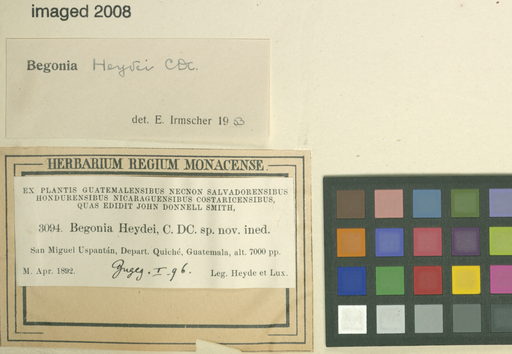 imaged 2008
Begonia Heydei C.DC.
det. E. Irmscher 19
HERBARIUM REGIUM MONACENSE.
EX PLANTIS GUATEMALENSIBUS NECNON SALVADORENSIBUS
HONDURENSIBUS NICARAGUENSIBUS COSTARICENSIBUS,
QUAS EDIDIT JOHN DONNELL SMITH,
3094. Begonia Heydei, C. DC. sp. nov. ined.
San Miguel Uspantán, Depart. Quiché, Guatemala, alt. 7000 pp.
M. Apr. 1892. I. 96. Leg. Heyde et Lux.